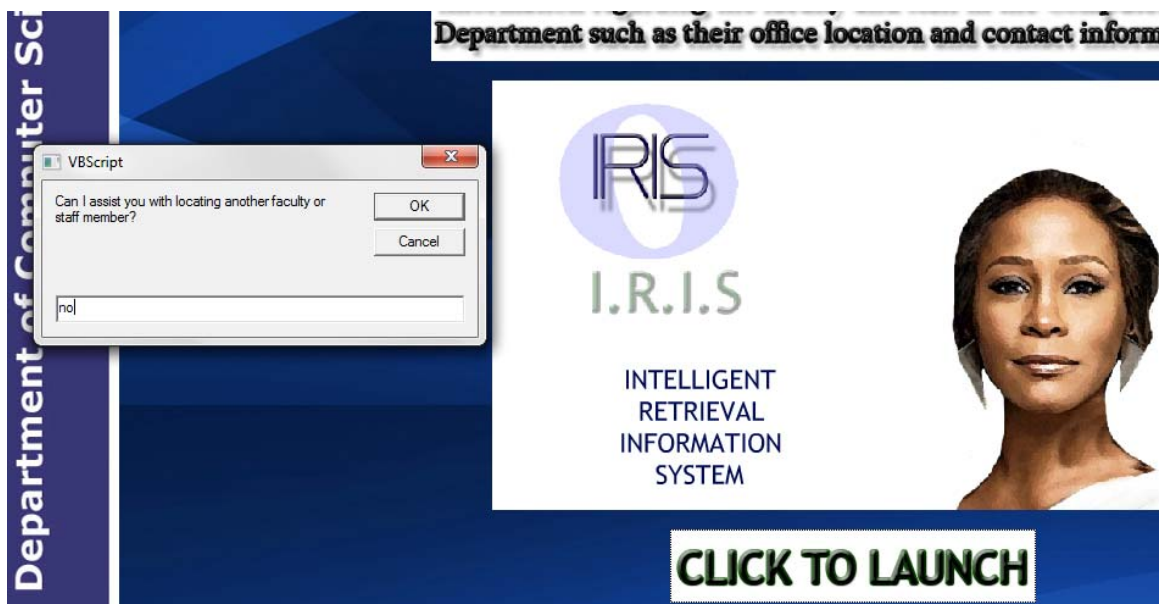 Department such as their office location and contact inform
Department of Computer Sci
VBScript
Can I assist you with locating another faculty or
staff member?
OK
Cancel
no
IRIS
I.R.I.S
INTELLIGENT
RETRIEVAL
INFORMATION
SYSTEM
CLICK TO LAUNCH